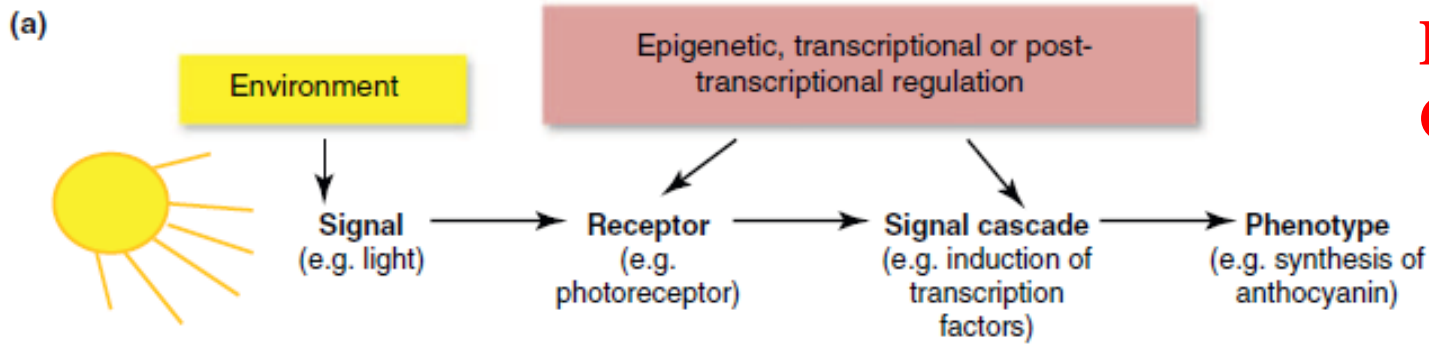 (a)
Environment
Epigenetic, transcriptional or post-
transcriptional regulation
Signal
(e.g. light)
Receptor
(e.g.
photoreceptor)
Signal cascade
(e.g. induction of
transcription
factors)
Phenotype
(e.g. synthesis of
anthocyanin)